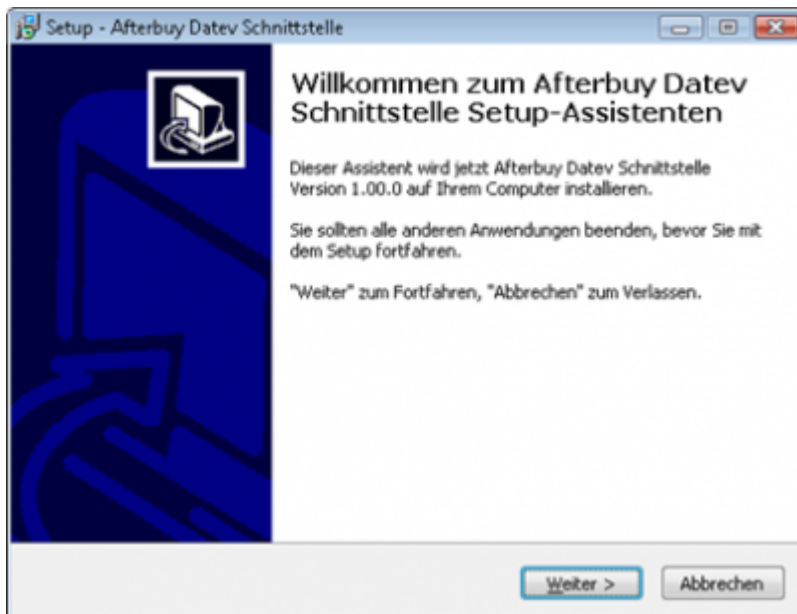 Setup - Afterbuy Datev Schnittstelle
Willkommen zum Afterbuy Datev
Schnittstelle Setup-Assistenten
Dieser Assistent wird jetzt Afterbuy Datev Schnittstelle
Version 1.00.0 auf Ihrem Computer installieren.
Sie sollten alle anderen Anwendungen beenden, bevor Sie mit
dem Setup fortfahren.
"Weiter" zum Fortfahren, "Abbrechen" zum Verlassen.
Weiter >
Abbrechen